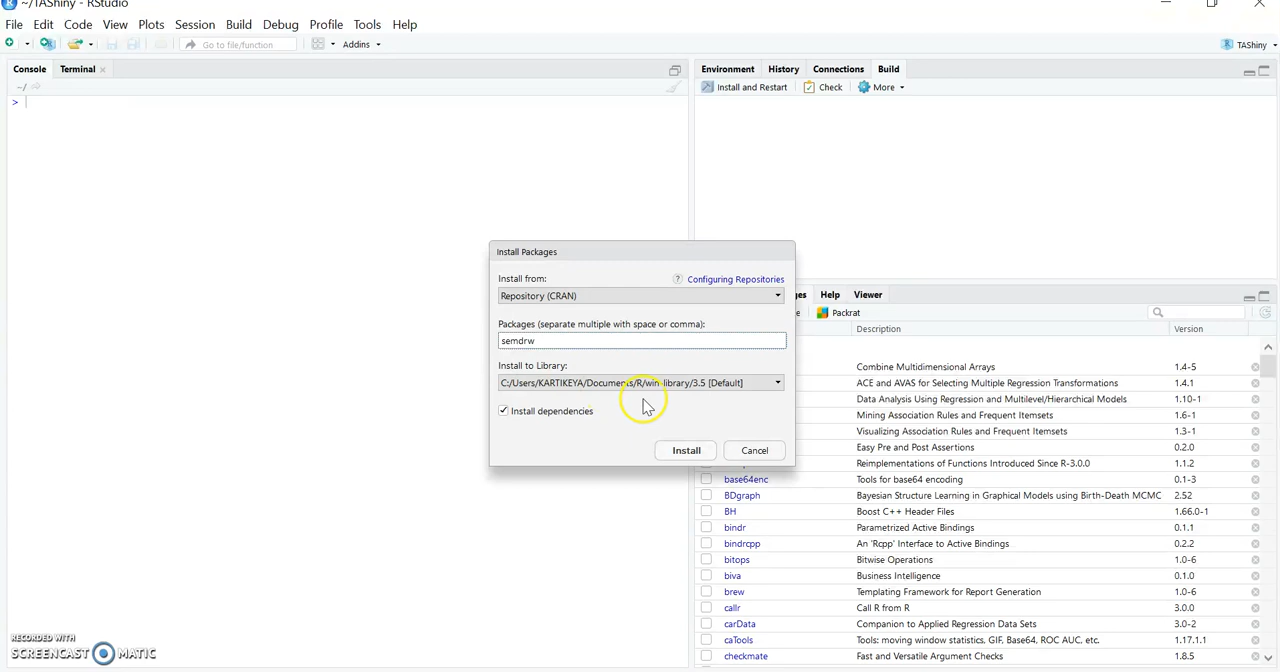 ~/TAShiny - RStudio
File Edit Code View Plots Session Build Debug Profile Tools Help
Go to file/function Addins TAShiny
Console Terminal
~/
>
Environment History Connections Build
Install and Restart Check More
Install Packages
Install from: ? Configuring Repositories
Repository (CRAN)
Packages (separate multiple with space or comma):
semdrw
Install to Library:
C:/Users/KARTIKEYA/Documents/R/win-library/3.5 [Default]
Install dependencies
Install Cancel
ges Help Viewer
e Packrat
Description Version
Combine Multidimensional Arrays 1.4-5
ACE and AVAS for Selecting Multiple Regression Transformations 1.4.1
Data Analysis Using Regression and Multilevel/Hierarchical Models 1.10-1
Mining Association Rules and Frequent Itemsets 1.6-1
Visualizing Association Rules and Frequent Itemsets 1.3-1
Easy Pre and Post Assertions 0.2.0
Reimplementations of Functions Introduced Since R-3.0.0 1.1.2
base64enc Tools for base64 encoding 0.1-3
BDgraph Bayesian Structure Learning in Graphical Models using Birth-Death MCMC 2.52
BH Boost C++ Header Files 1.66.0-1
bindr Parametrized Active Bindings 0.1.1
bindrcpp An 'Rcpp' Interface to Active Bindings 0.2.2
bitops Bitwise Operations 1.0-6
biva Business Intelligence 0.1.0
brew Templating Framework for Report Generation 1.0-6
callr Call R from R 3.0.0
carData Companion to Applied Regression Data Sets 3.0-2
caTools Tools: moving window statistics, GIF, Base64, ROC AUC, etc. 1.17.1.1
checkmate Fast and Versatile Argument Checks 1.8.5
RECORDED WITH
SCREENCAST MATIC